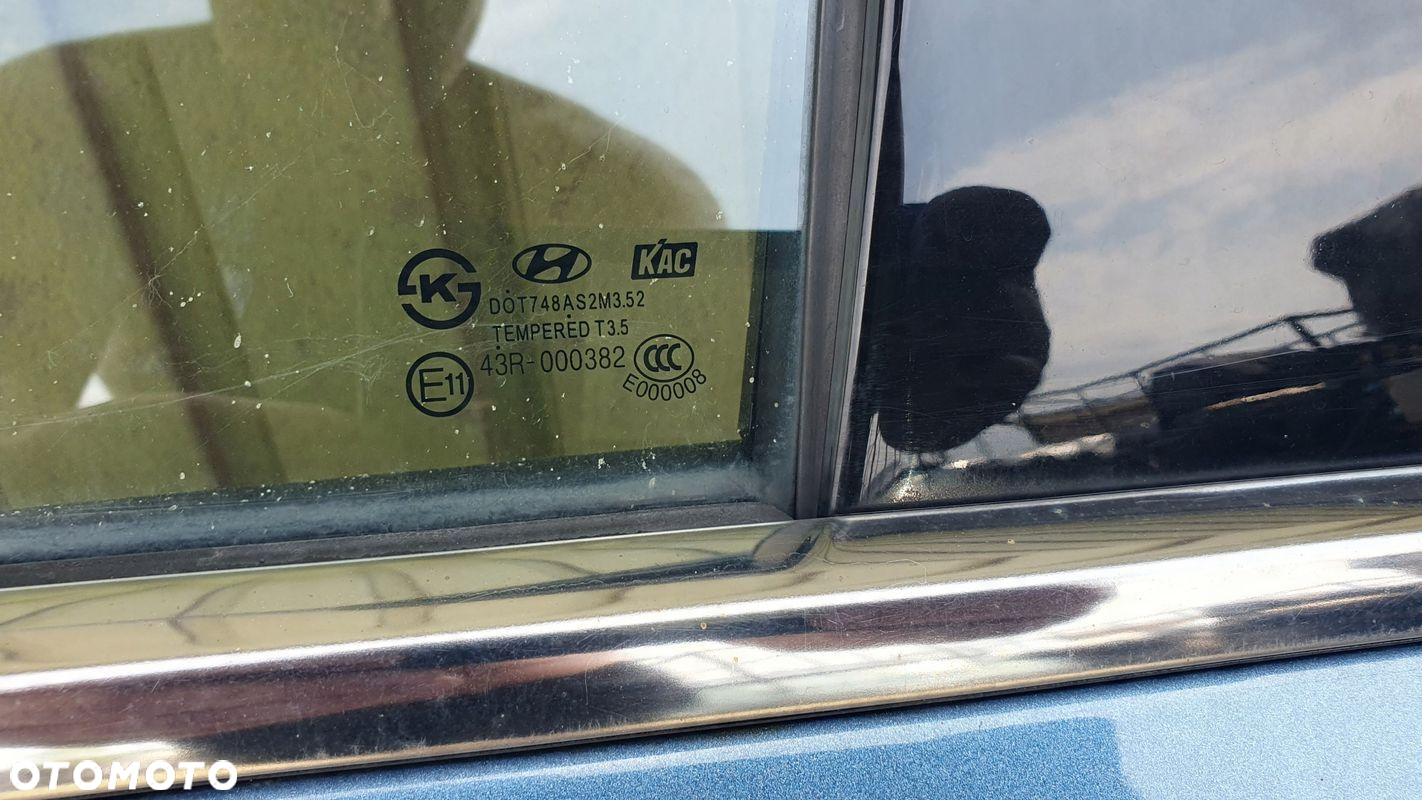 K KAC
DOT748AS2M3.52
TEMPERED T3.5
E11 43R-000382 CCC
E000008
OTOMOTO